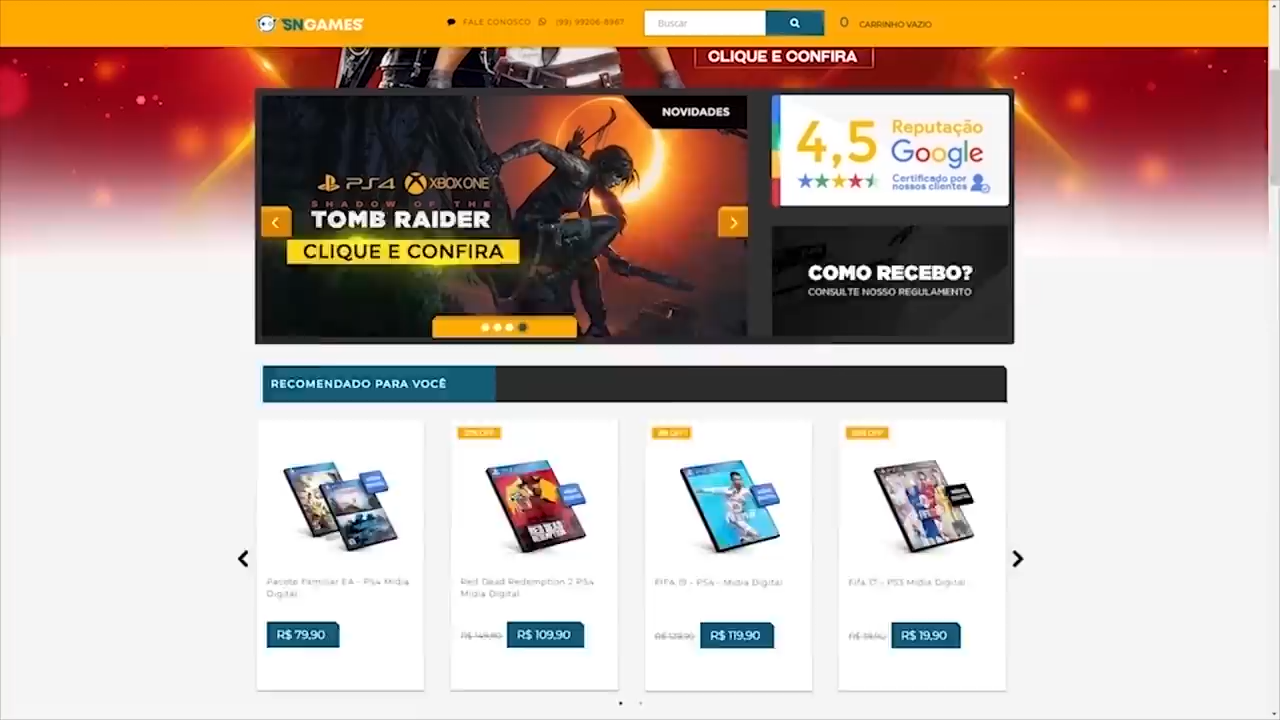 SNGAMES
FALE CONOSCO
(99) 99206-8967
Buscar
0
CARRINHO VAZIO
CLIQUE E CONFIRA
NOVIDADES
PS4 XBOX ONE
SHADOW OF THE
TOMB RAIDER
CLIQUE E CONFIRA
4,5
Reputação
Google
Certificado por
nossos clientes
COMO RECEBO?
CONSULTE NOSSO REGULAMENTO
RECOMENDADO PARA VOCÊ
Pacote Familiar EA - PS4 Mídia
Digital
R$ 79,90
Red Dead Redemption 2 PS4
Mídia Digital
R$ 149,90
R$ 109,90
FIFA 19 - PS4 - Mídia Digital
R$ 119,90
Fifa 17 - PS3 Mídia Digital
R$ 19,90